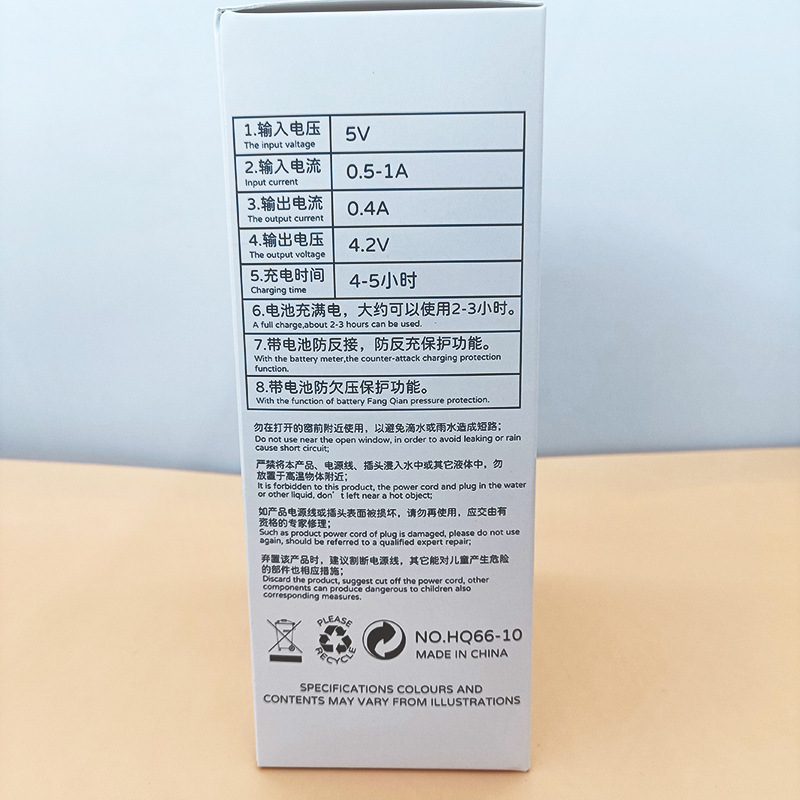 1.输入电压
The input valtage
5V
2.输入电流
Input current
0.5-1A
3.输出电流
The output current
0.4A
4.输出电压
The output voltage
4.2V
5.充电时间
Charging time
4-5小时
6.电池充满电，大约可以使用2-3小时。
A full charge,about 2-3 hours can be used.
7.带电池防反接，防反充保护功能。
With the battery meter,the counter-attack charging protection
function.
8.带电池防欠压保护功能。
With the function of battery Fang Qian pressure protection.
勿在打开的窗前附近使用，以避免滴水或雨水造成短路；
Do not use near the open window, in order to avoid leaking or rain
cause short circuit;
严禁将本产品、电源线、插头浸入水中或其它液体中，勿
放置于高温物体附近；
It is forbidden to this product, the power cord and plug in the water
or other liquid, don't left near a hot object;
如产品电源线或插头表面被损坏，请勿再使用，应交由有
资格的专家修理；
Such as product power cord of plug is damaged, please do not use
again, should be referred to a qualified expert repair;
弃置该产品时，建议割断电源线，其它能对儿童产生危险
的部件也相应措施；
Discard the product, suggest cut off the power cord, other
components can produce dangerous to children also
corresponding measures.
PLEASE
RECYCLE
NO.HQ66-10
MADE IN CHINA
SPECIFICATIONS COLOURS AND
CONTENTS MAY VARY FROM ILLUSTRATIONS